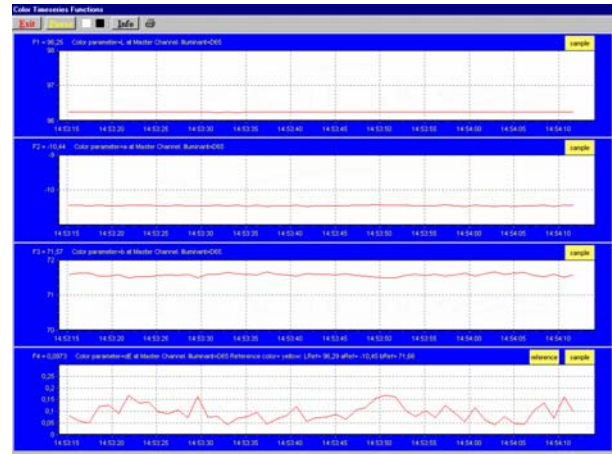 Color Timeseries Functions
Exit Pause Info
F1 = 96,25 Color parameter=L at Master Channel. Illuminant=D65 sample
98
97
96
14:53:15 14:53:20 14:53:25 14:53:30 14:53:35 14:53:40 14:53:45 14:53:50 14:53:55 14:54:00 14:54:05 14:54:10
F2 = -10,44 Color parameter=a at Master Channel. Illuminant=D65 sample
-9
-10
14:53:15 14:53:20 14:53:25 14:53:30 14:53:35 14:53:40 14:53:45 14:53:50 14:53:55 14:54:00 14:54:05 14:54:10
F3 = 71,57 Color parameter=b at Master Channel. Illuminant=D65 sample
72
71
70
14:53:15 14:53:20 14:53:25 14:53:30 14:53:35 14:53:40 14:53:45 14:53:50 14:53:55 14:54:00 14:54:05 14:54:10
F4 = 0,0973 Color parameter=dE at Master Channel. Illuminant=D65 Reference color= yellow: LRef= 96,29 aRef= -10,45 bRef= 71,66 reference sample
0,25
0,2
0,15
0,1
0,05
0
14:53:15 14:53:20 14:53:25 14:53:30 14:53:35 14:53:40 14:53:45 14:53:50 14:53:55 14:54:00 14:54:05 14:54:10